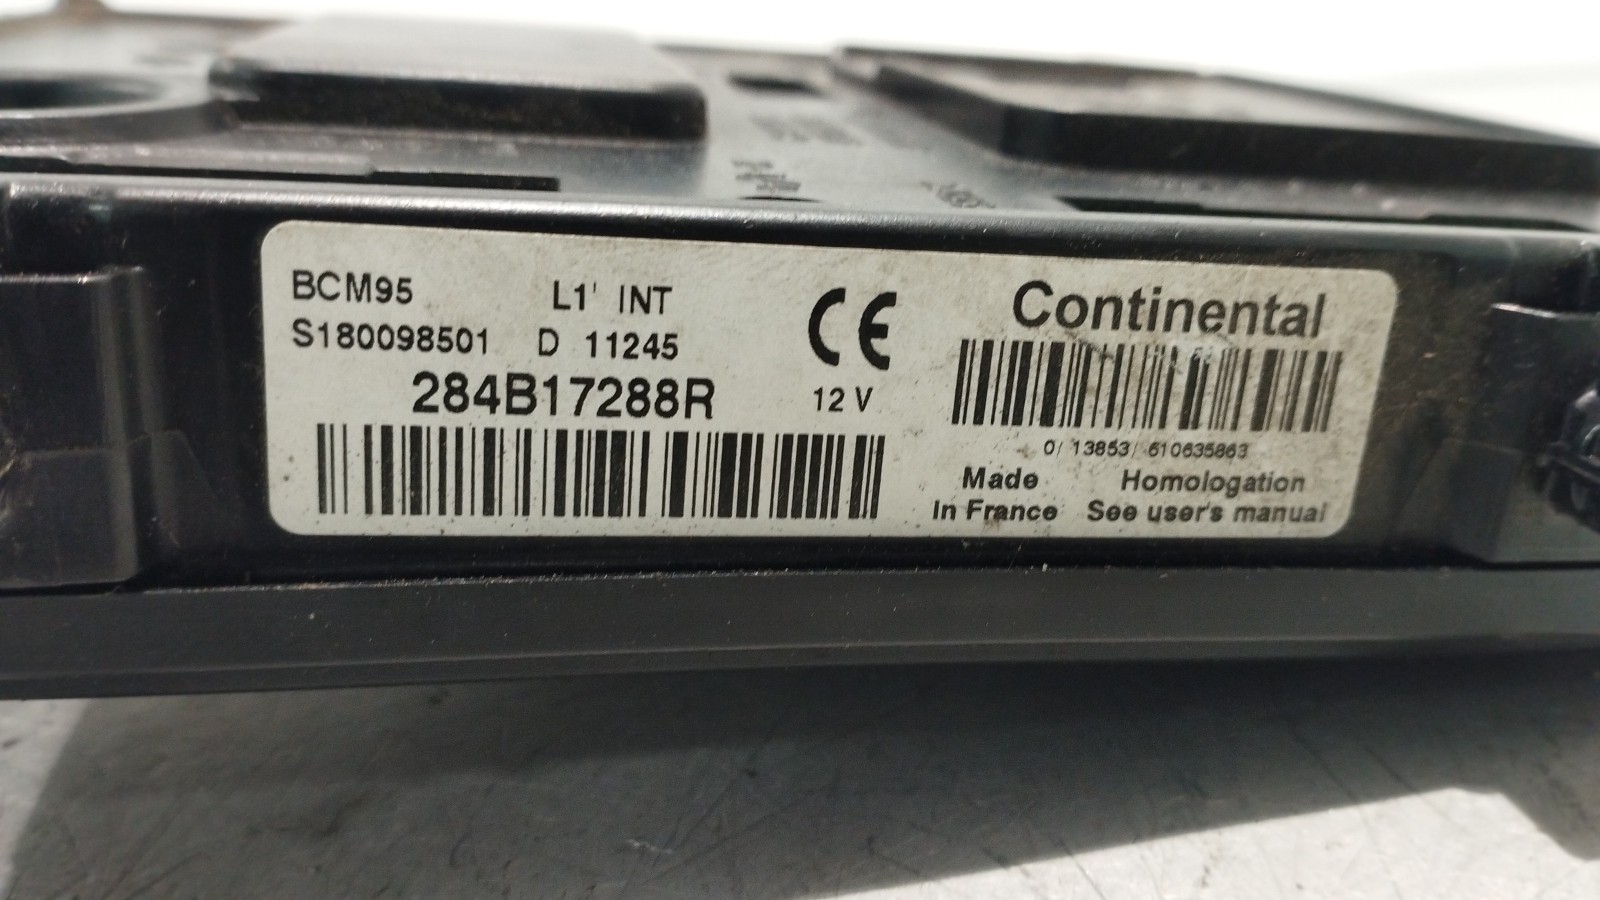 BCM95 L1' INT
S180098501 D 11245
284B17288R
CE
12 V
Continental
0/ 13853/ 610635863
Made
In France
Homologation
See user's manual